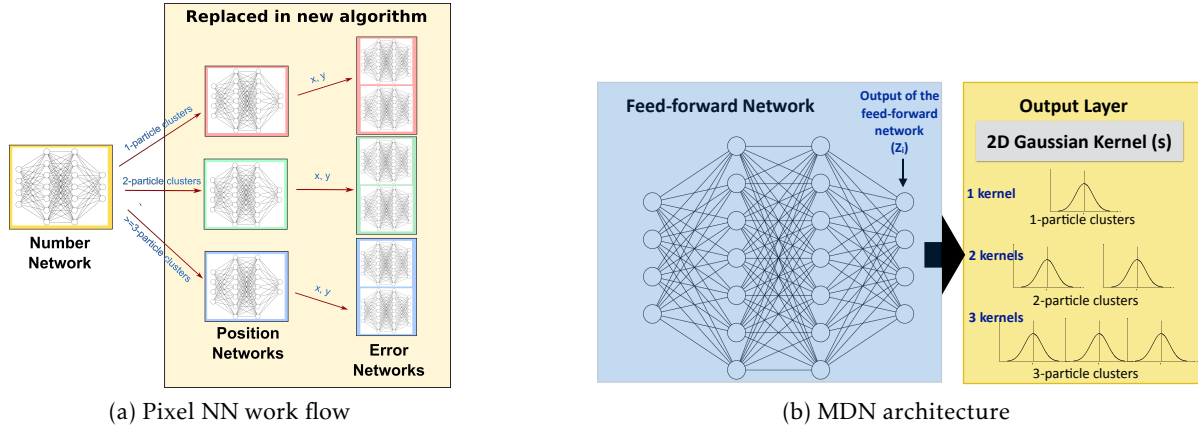 Replaced in new algorithm
1-particle clusters
2-particle clusters
>=3-particle clusters
x, y
x, y
x, y
Number
Network
Position
Networks
Error
Networks
(a) Pixel NN work flow
Feed-forward Network
Output of the
feed-forward
network
(Zᵢ)
Output Layer
2D Gaussian Kernel (s)
1 kernel
1-particle clusters
2 kernels
2-particle clusters
3 kernels
3-particle clusters
(b) MDN architecture